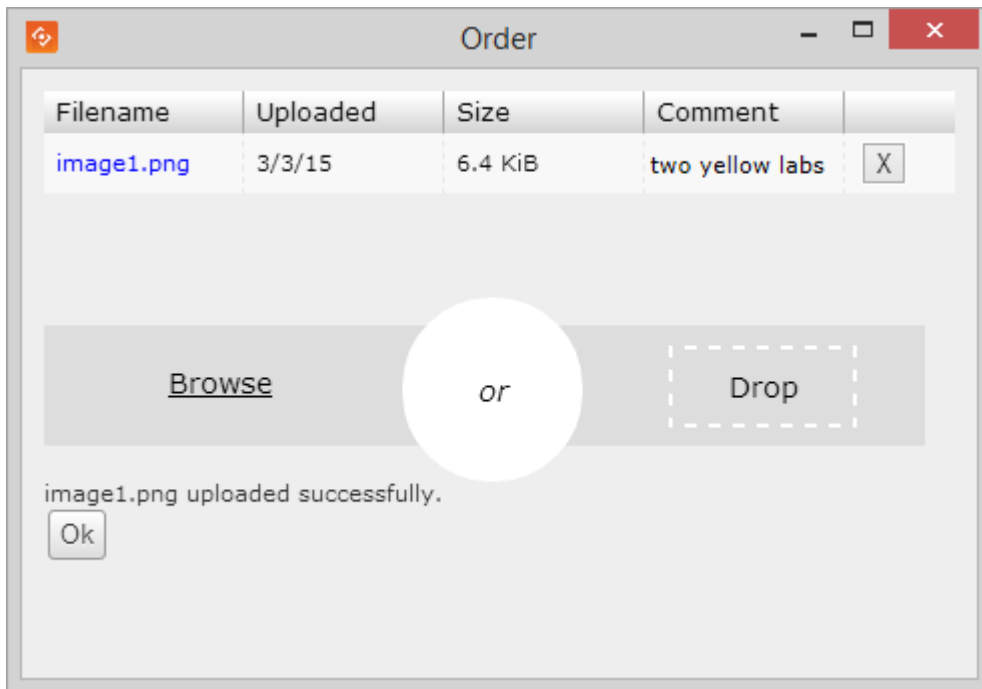 Order
Filename Uploaded Size Comment
image1.png 3/3/15 6.4 KiB two yellow labs X
Browse or Drop
image1.png uploaded successfully.
Ok